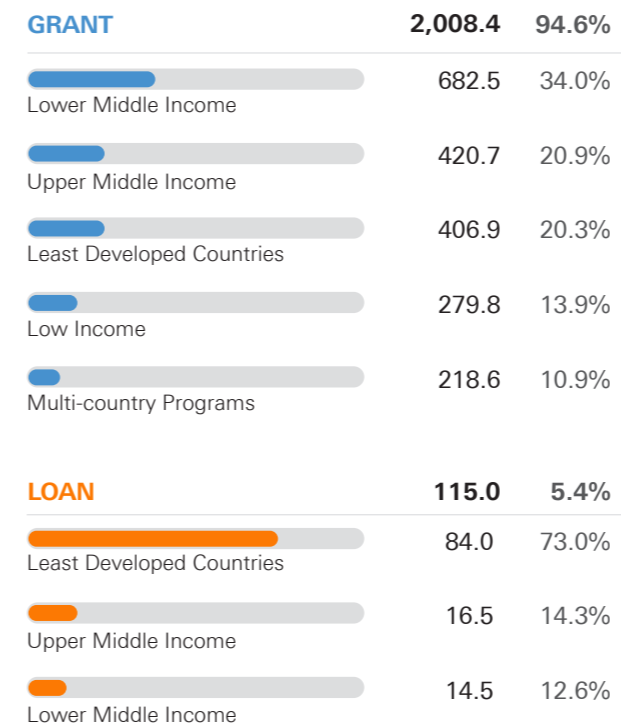 GRANT 2,008.4 94.6%
682.5 34.0%
Lower Middle Income
420.7 20.9%
Upper Middle Income
406.9 20.3%
Least Developed Countries
279.8 13.9%
Low Income
218.6 10.9%
Multi-country Programs
LOAN 115.0 5.4%
84.0 73.0%
Least Developed Countries
16.5 14.3%
Upper Middle Income
14.5 12.6%
Lower Middle Income